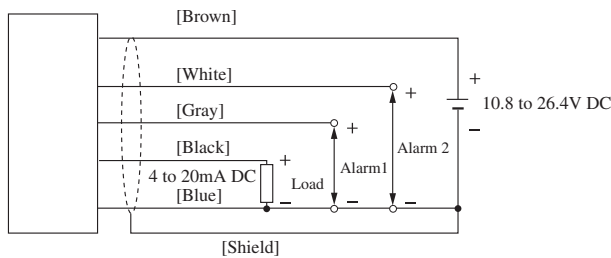 [Brown]
+
10.8 to 26.4V DC
−
[White]
+
[Gray]
+
Alarm 2
[Black]
+
Alarm1
4 to 20mA DC
Load
[Blue]
−
−
−
[Shield]